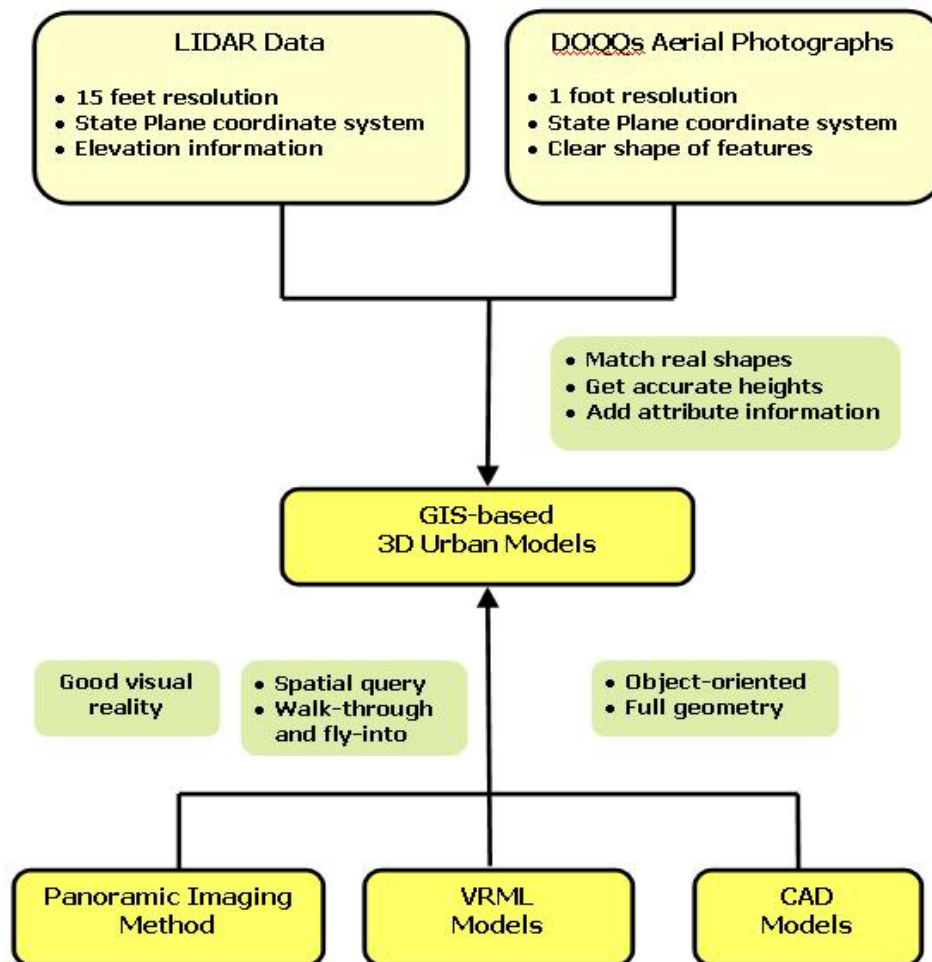 LIDAR Data
• 15 feet resolution
• State Plane coordinate system
• Elevation information
DOQQs Aerial Photographs
• 1 foot resolution
• State Plane coordinate system
• Clear shape of features
• Match real shapes
• Get accurate heights
• Add attribute information
GIS-based
3D Urban Models
Good visual
reality
• Spatial query
• Walk-through
and fly-into
• Object-oriented
• Full geometry
Panoramic Imaging
Method
VRML
Models
CAD
Models